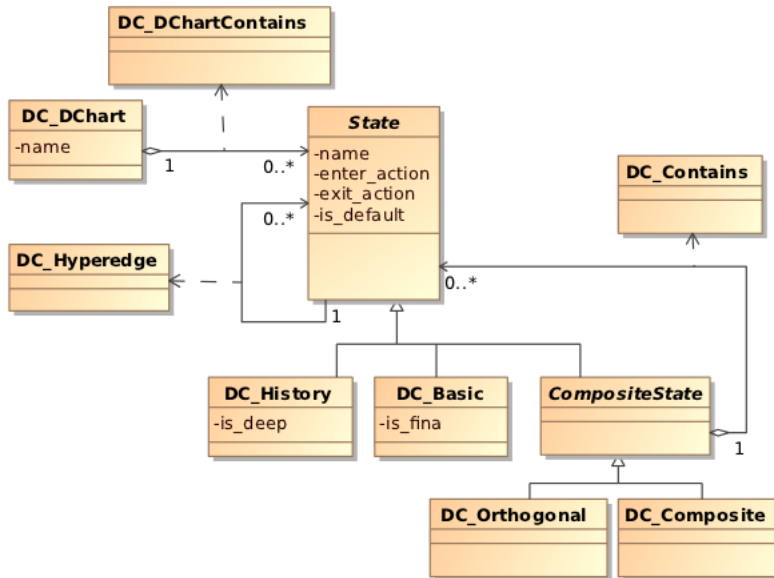 DC_DChartContains
DC_DChart
-name
1
0..*
State
-name
-enter_action
-exit_action
-is_default
0..*
1
DC_Hyperedge
DC_Contains
0..*
DC_History
-is_deep
DC_Basic
-is_fina
CompositeState
1
DC_Orthogonal
DC_Composite